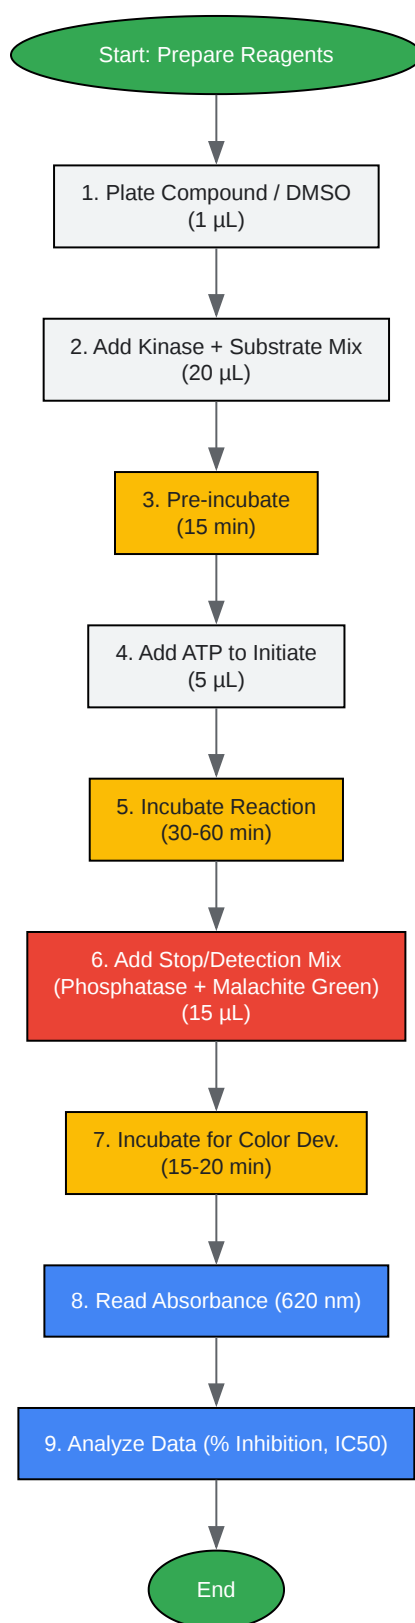 Start: Prepare Reagents
1. Plate Compound / DMSO
(1 µL)
2. Add Kinase + Substrate Mix
(20 µL)
3. Pre-incubate
(15 min)
4. Add ATP to Initiate
(5 µL)
5. Incubate Reaction
(30-60 min)
6. Add Stop/Detection Mix
(Phosphatase + Malachite Green)
(15 µL)
7. Incubate for Color Dev.
(15-20 min)
8. Read Absorbance (620 nm)
9. Analyze Data (% Inhibition, IC50)
End